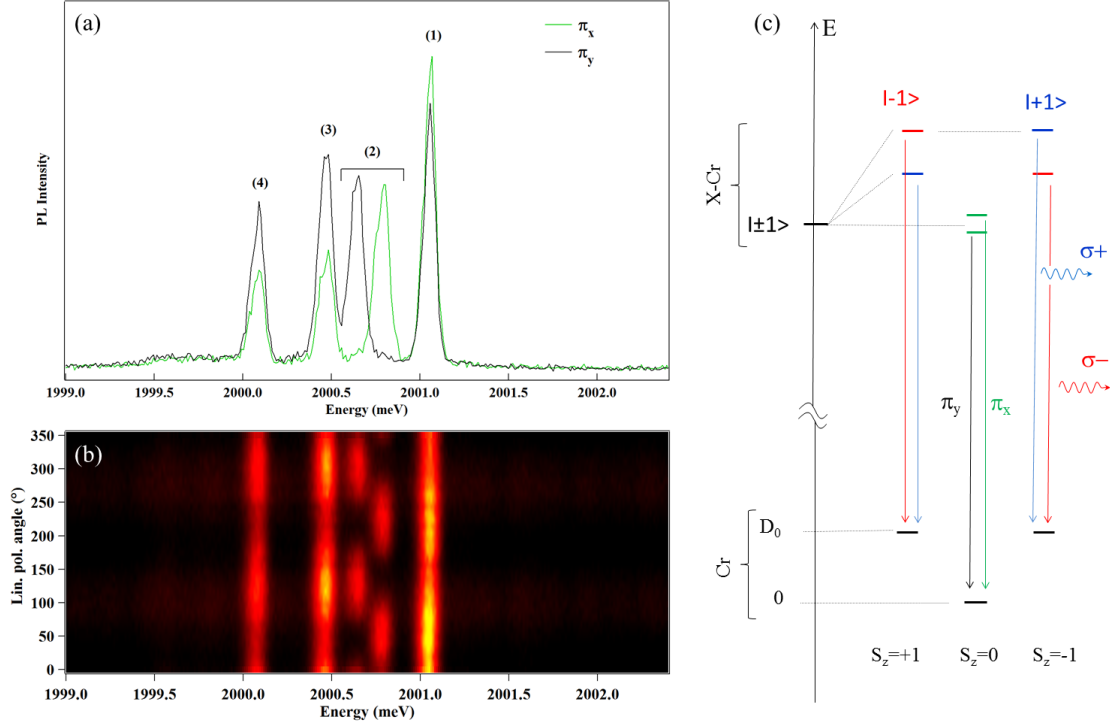 (a)
πx
πy
(1)
(3)
(2)
(4)
PL Intensity
1999.0 1999.5 2000.0 2000.5 2001.0 2001.5 2002.0
Energy (meV)
(b)
350
300
250
200
150
100
50
0
Lin. pol. angle (°)
1999.0 1999.5 2000.0 2000.5 2001.0 2001.5 2002.0
Energy (meV)
(c)
E
|-1> |+1>
X-Cr
|±1>
σ+
σ−
πy πx
Cr
D0
0
Sz=+1 Sz=0 Sz=-1